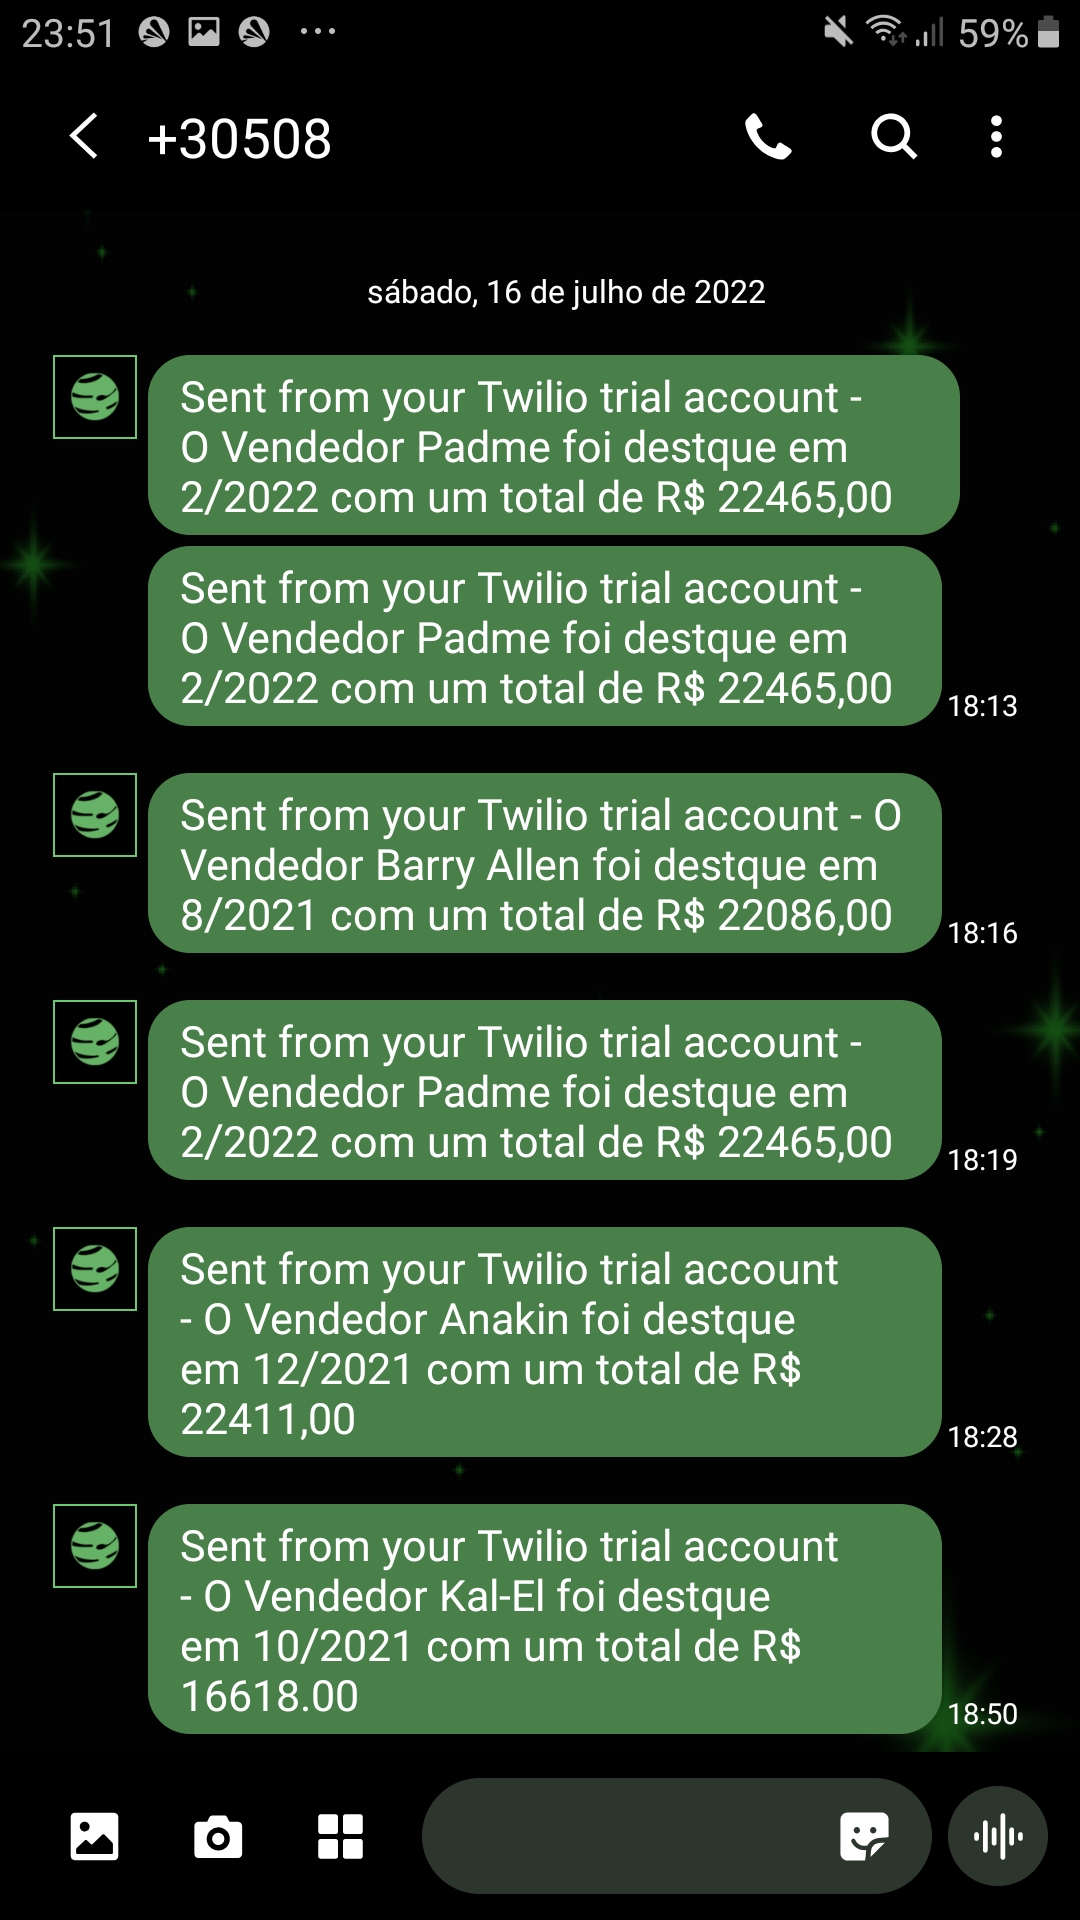 23:51
59%
+30508
sábado, 16 de julho de 2022
Sent from your Twilio trial account -
O Vendedor Padme foi destque em
2/2022 com um total de R$ 22465,00
Sent from your Twilio trial account -
O Vendedor Padme foi destque em
2/2022 com um total de R$ 22465,00
18:13
Sent from your Twilio trial account - O
Vendedor Barry Allen foi destque em
8/2021 com um total de R$ 22086,00
18:16
Sent from your Twilio trial account -
O Vendedor Padme foi destque em
2/2022 com um total de R$ 22465,00
18:19
Sent from your Twilio trial account
- O Vendedor Anakin foi destque
em 12/2021 com um total de R$
22411,00
18:28
Sent from your Twilio trial account
- O Vendedor Kal-El foi destque
em 10/2021 com um total de R$
16618.00
18:50